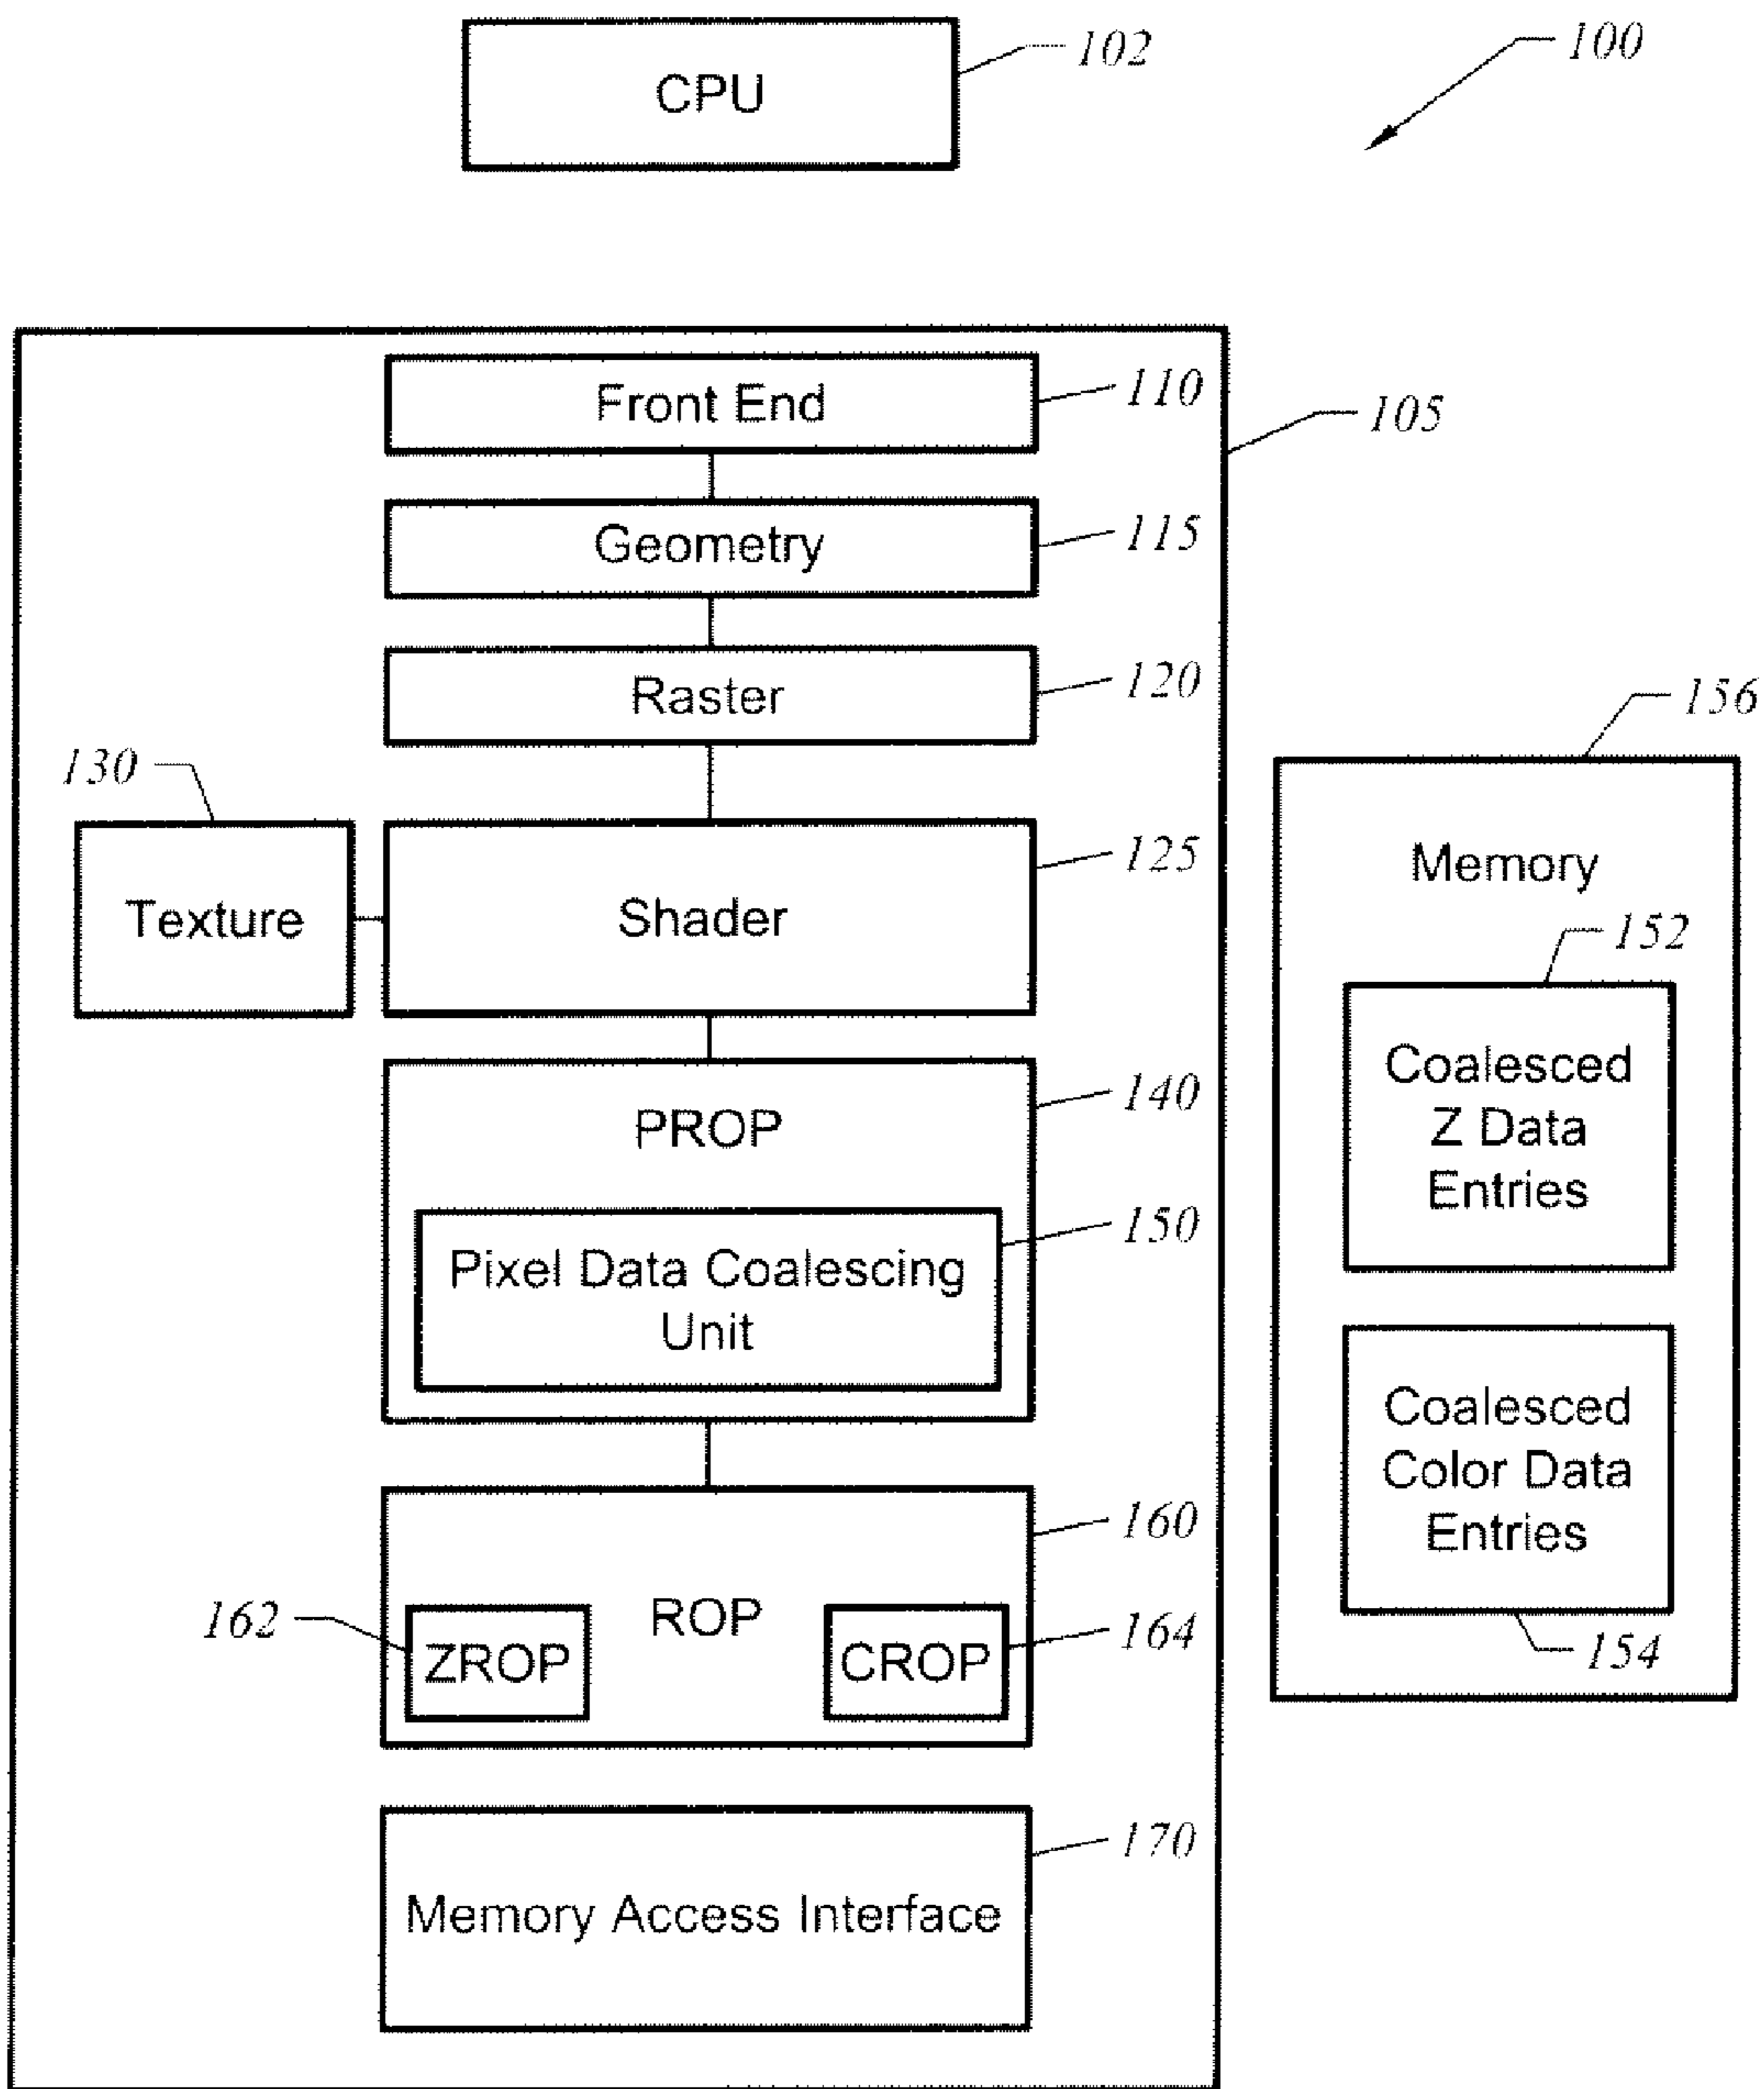 102
CPU
100
Front End
110
105
Geometry
115
Raster
120
156
130
Texture
Shader
125
Memory
152
Coalesced
Z Data
Entries
PROP
140
Pixel Data Coalescing
Unit
150
Coalesced
Color Data
Entries
154
ROP
160
162
ZROP
CROP
164
Memory Access Interface
170